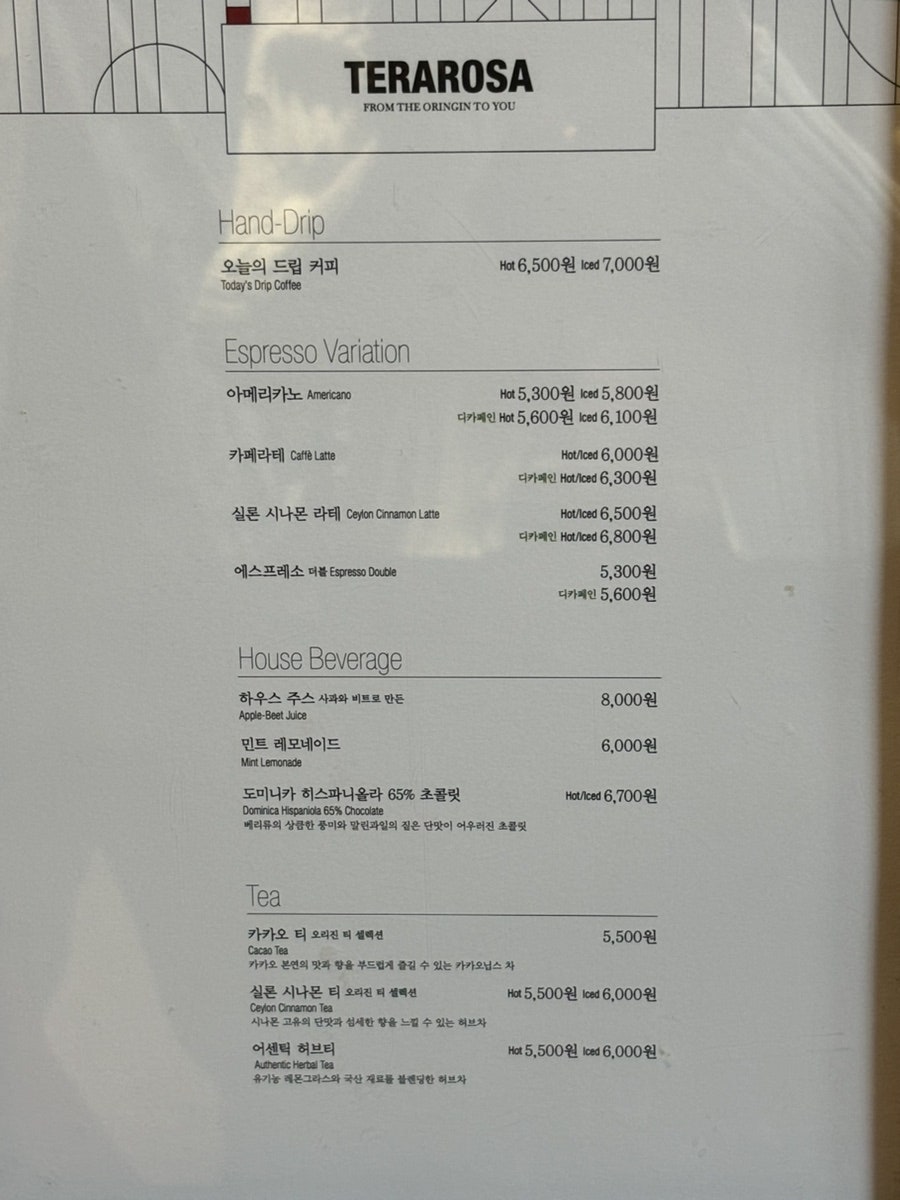 TERAROSA
FROM THE ORINGIN TO YOU
Hand-Drip
오늘의 드립 커피 Hot 6,500원 Iced 7,000원
Today's Drip Coffee
Espresso Variation
아메리카노 Americano Hot 5,300원 Iced 5,800원
디카페인 Hot 5,600원 Iced 6,100원
카페라테 Caffè Latte Hot/Iced 6,000원
디카페인 Hot/Iced 6,300원
실론 시나몬 라테 Ceylon Cinnamon Latte Hot/Iced 6,500원
디카페인 Hot/Iced 6,800원
에스프레소 더블 Espresso Double 5,300원
디카페인 5,600원
House Beverage
하우스 주스 사과와 비트로 만든 8,000원
Apple-Beet Juice
민트 레모네이드 6,000원
Mint Lemonade
도미니카 히스파니올라 65% 초콜릿 Hot/Iced 6,700원
Dominica Hispaniola 65% Chocolate
베리류의 상큼한 풍미와 말린과일의 짙은 단맛이 어우러진 초콜릿
Tea
카카오 티 오리진 티 셀렉션 5,500원
Cacao Tea
카카오 본연의 맛과 향을 부드럽게 즐길 수 있는 카카오닙스 차
실론 시나몬 티 오리진 티 셀렉션 Hot 5,500원 Iced 6,000원
Ceylon Cinnamon Tea
시나몬 고유의 단맛과 섬세한 향을 느낄 수 있는 허브차
어센틱 허브티 Hot 5,500원 Iced 6,000원
Authentic Herbal Tea
유기농 레몬그라스와 국산 재료를 블렌딩한 허브차